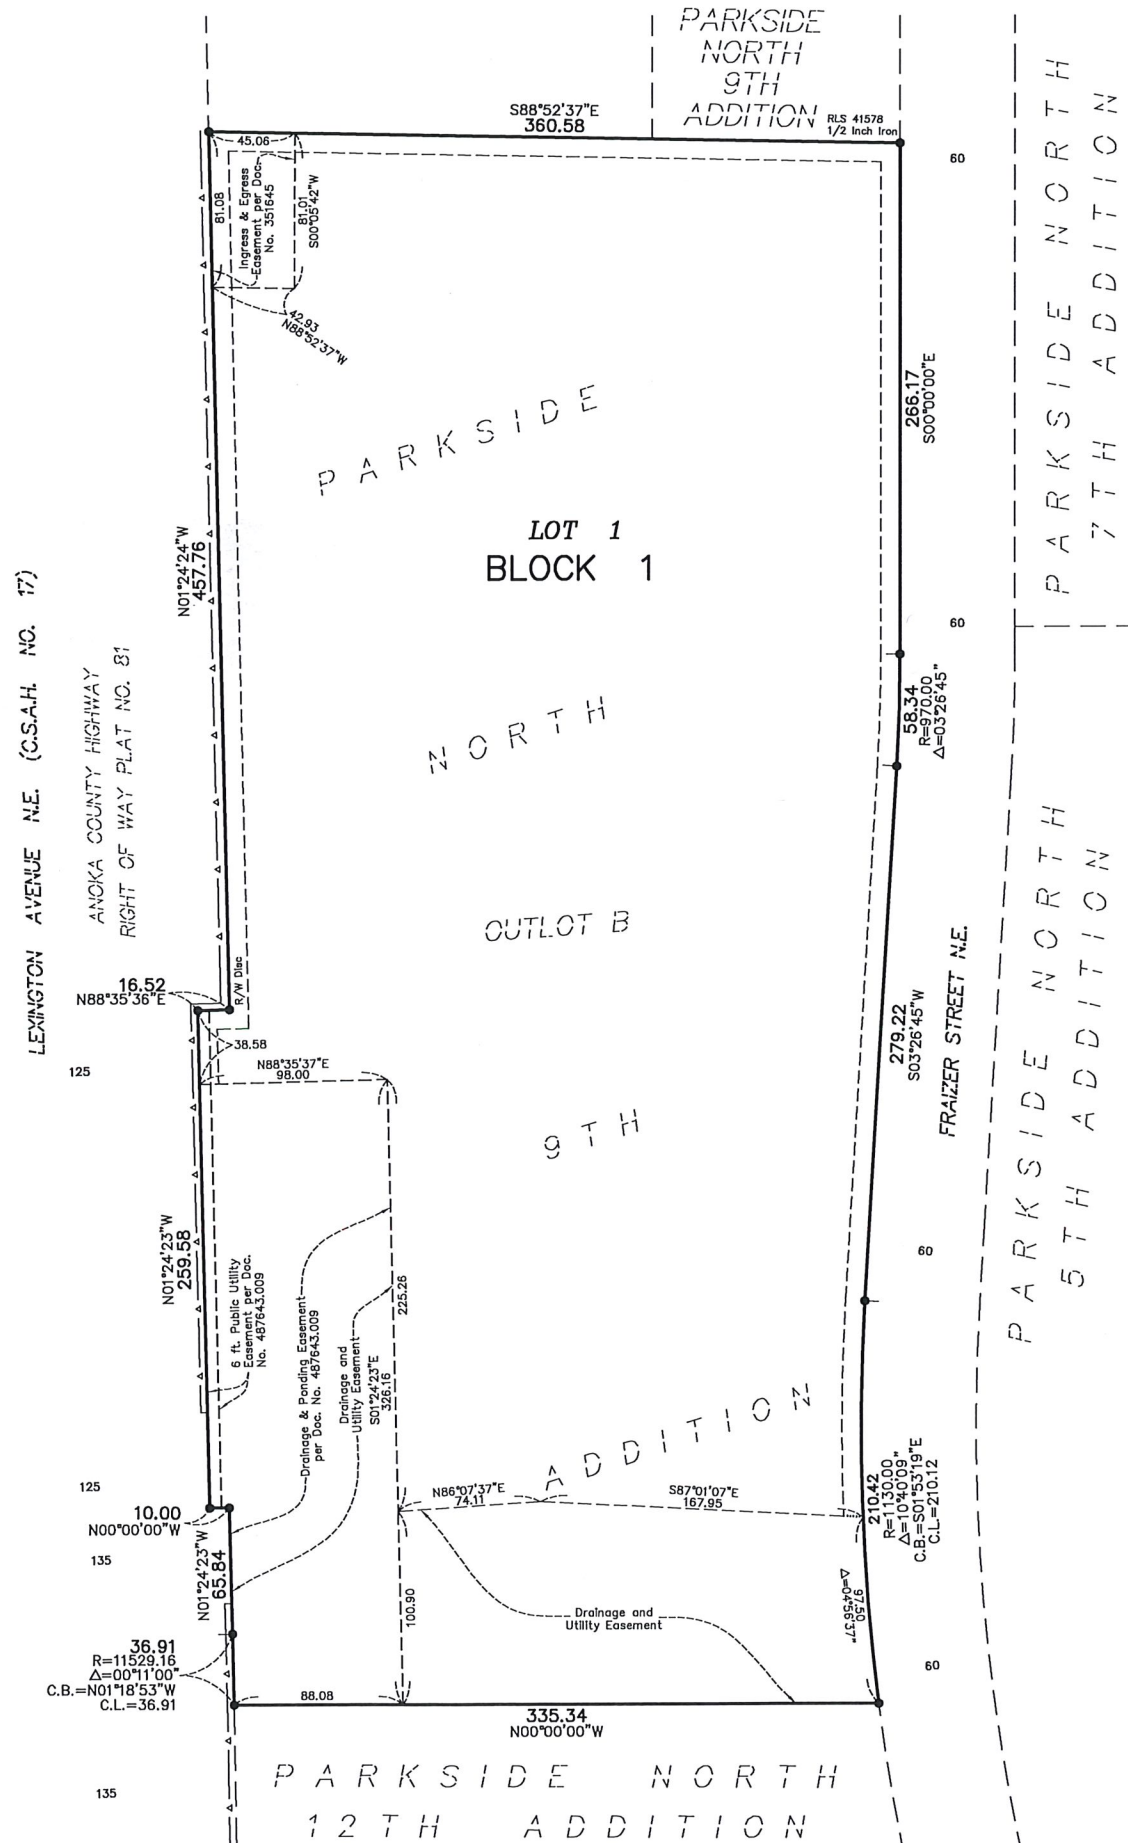 PARKSIDE
NORTH
9TH
ADDITION
RLS 41578
1/2 Inch Iron
S88°52'37"E
360.58
45.06
81.08
Ingress & Egress
Easement per Doc.
No. 351645
81.01
S00°05'42"W
42.93
N88°52'37"W
60
PARKSIDE NORTH
7TH ADDITION
PARKSIDE
LOT 1
BLOCK 1
266.17
S00°00'00"E
N01°24'24"W
457.76
LEXINGTON AVENUE N.E. (C.S.A.H. NO. 17)
ANOKA COUNTY HIGHWAY
RIGHT OF WAY PLAT NO. 81
60
58.34
R=970.00
Δ=03°26'45"
NORTH
OUTLOT B
PARKSIDE NORTH
5TH ADDITION
FRAIZER STREET N.E.
16.52
N88°35'36"E
R/W Disc
38.58
125
N88°35'37"E
98.00
279.22
S03°26'45"W
9TH
N01°24'23"W
259.58
6 ft. Public Utility
Easement per Doc.
No. 487643.009
Drainage & Ponding Easement
per Doc. No. 487643.009
Drainage and
Utility Easement
S01°24'23"E
326.16
225.26
60
ADDITION
N86°07'37"E
74.11
S87°01'07"E
167.95
210.42
R=1130.00
Δ=10°40'09"
C.B.=S01°53'19"E
C.L.=210.12
125
10.00
N00°00'00"W
135
N01°24'23"W
65.84
97.50
Δ=04°56'37"
100.90
Drainage and
Utility Easement
36.91
R=11529.16
Δ=00°11'00"
C.B.=N01°18'53"W
C.L.=36.91
60
88.08
335.34
N00°00'00"W
135
PARKSIDE NORTH
12TH ADDITION